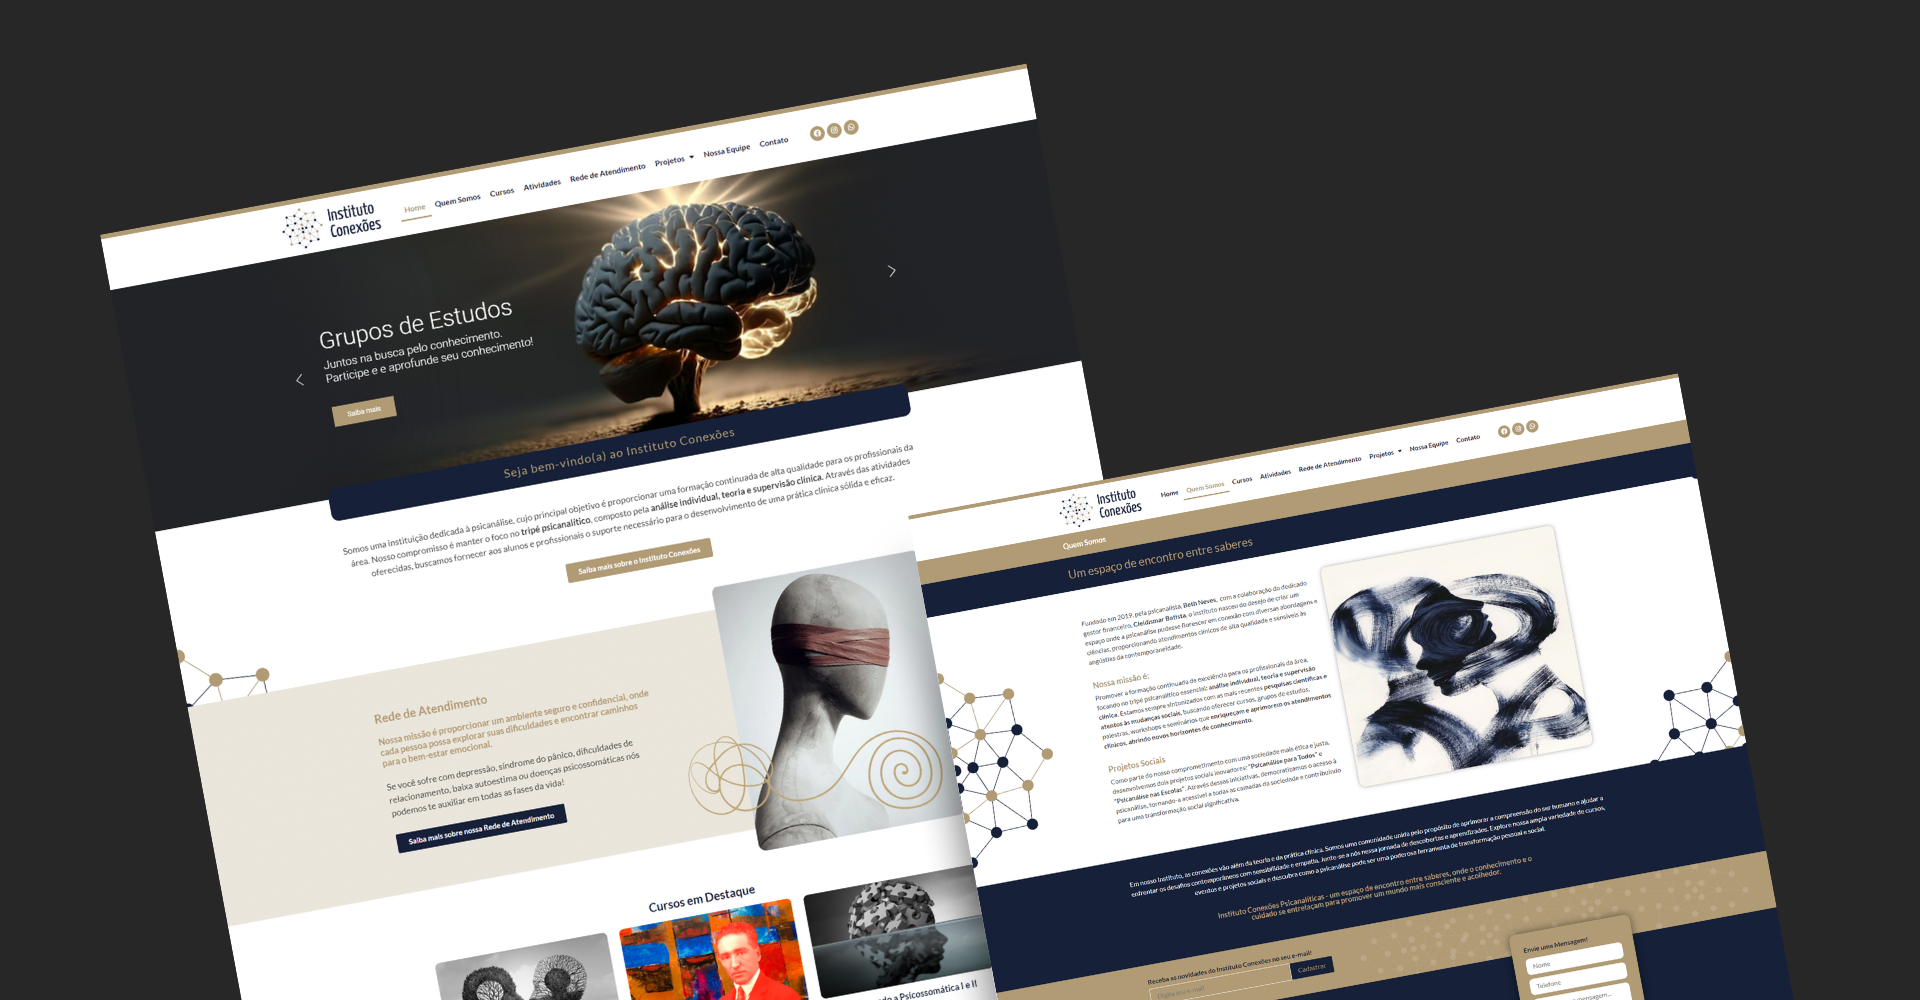 Instituto
Conexões
Home
Quem Somos
Cursos
Atividades
Rede de Atendimento
Projetos
Nossa Equipe
Contato
Grupos de Estudos
Juntos na busca pelo conhecimento.
Participe e e aprofunde seu conhecimento!
Saiba mais
Seja bem-vindo(a) ao Instituto Conexões
Somos uma instituição dedicada à psicanálise, cujo principal objetivo é proporcionar uma formação continuada de alta qualidade para os profissionais da
área. Nosso compromisso é manter o foco no tripé psicanalítico, composto pela análise individual, teoria e supervisão clínica. Através das atividades
oferecidas, buscamos fornecer aos alunos e profissionais o suporte necessário para o desenvolvimento de uma prática clínica sólida e eficaz.
Saiba mais sobre o Instituto Conexões
Rede de Atendimento
Nossa missão é proporcionar um ambiente seguro e confidencial, onde
cada pessoa possa explorar suas dificuldades e encontrar caminhos
para o bem-estar emocional.
Se você sofre com depressão, síndrome do pânico, dificuldades de
relacionamento, baixa autoestima ou doenças psicossomáticas nós
podemos te auxiliar em todas as fases da vida!
Saiba mais sobre nossa Rede de Atendimento
Cursos em Destaque
a Psicossomática I e II
Instituto
Conexões
Home
Quem Somos
Cursos
Atividades
Rede de Atendimento
Projetos
Nossa Equipe
Contato
Quem Somos
Um espaço de encontro entre saberes
Fundado em 2019, pela psicanalista, Beth Neves, com a colaboração do dedicado
gestor financeiro, Cleidismar Batista, o instituto nasceu do desejo de criar um
espaço onde a psicanálise pudesse florescer em conexão com diversas abordagens e
ciências, proporcionando atendimentos clínicos de alta qualidade e sensíveis às
angústias da contemporaneidade.
Nossa missão é:
Promover a formação continuada de excelência para os profissionais da área,
focando no tripé psicanalítico essencial: análise individual, teoria e supervisão
clínica. Estamos sempre sintonizados com as mais recentes pesquisas científicas e
atentos às mudanças sociais, buscando oferecer cursos, grupos de estudos,
palestras, workshops e seminários que enriqueçam e aprimorem os atendimentos
clínicos, abrindo novos horizontes de conhecimento.
Projetos Sociais
Como parte do nosso comprometimento com uma sociedade mais ética e justa,
desenvolvemos dois projetos sociais inovadores: "Psicanálise para Todos" e
"Psicanálise nas Escolas". Através dessas iniciativas, democratizamos o acesso à
psicanálise, tornando-a acessível a todas as camadas da sociedade e contribuindo
para uma transformação social significativa.
Em nosso Instituto, as conexões vão além da teoria e da prática clínica. Somos uma comunidade unida pelo propósito de aprimorar a compreensão do ser humano e ajudar a
enfrentar os desafios contemporâneos com sensibilidade e empatia. Junte-se a nós nessa jornada de descobertas e aprendizados. Explore nossa ampla variedade de cursos,
eventos e projetos sociais e descubra como a psicanálise pode ser uma poderosa ferramenta de transformação pessoal e social.
Instituto Conexões Psicanalíticas - um espaço de encontro entre saberes, onde o conhecimento e o
cuidado se entrelaçam para promover um mundo mais consciente e acolhedor.
Receba as novidades do Instituto Conexões no seu e-mail!
Cadastrar
Envie uma Mensagem!
Nome
Telefone
mensagem...